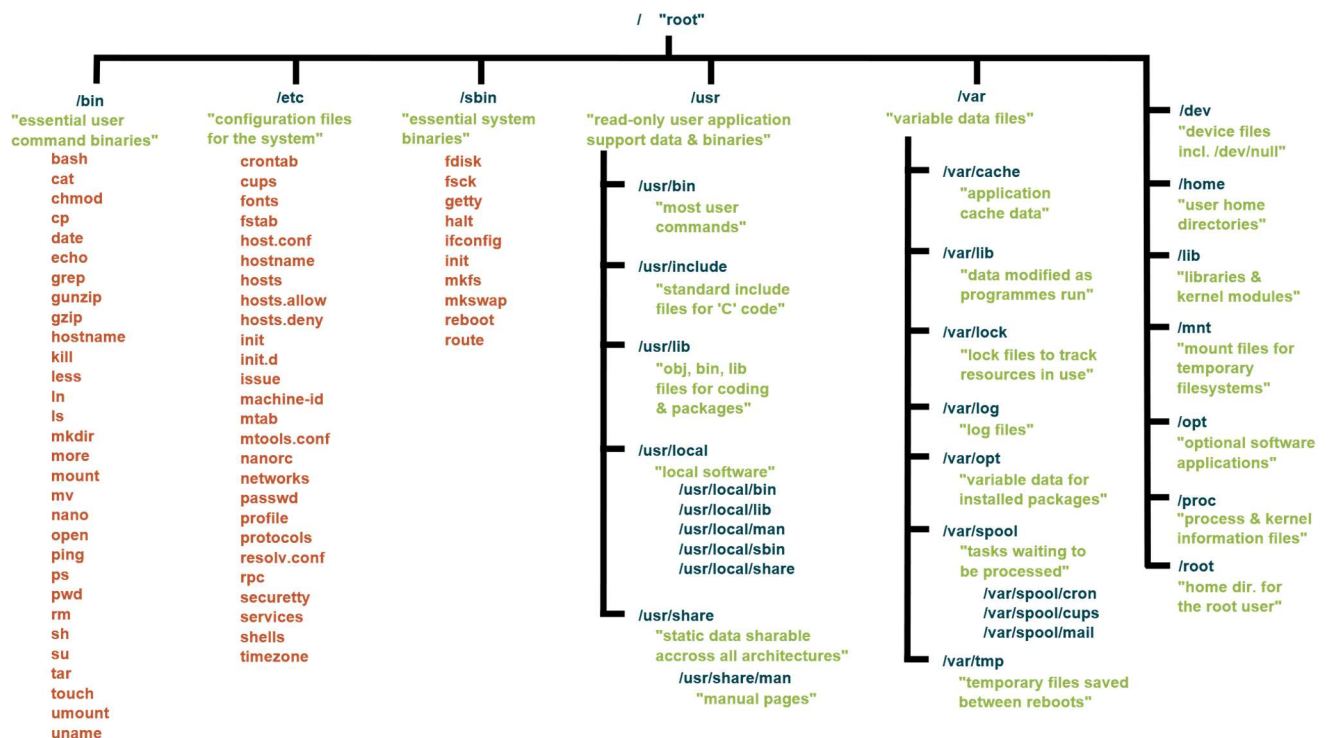 / "root"
/bin
"essential user
command binaries"
bash
cat
chmod
cp
date
echo
grep
gunzip
gzip
hostname
kill
less
ln
ls
mkdir
more
mount
mv
nano
open
ping
ps
pwd
rm
sh
su
tar
touch
umount
uname
/etc
"configuration files
for the system"
crontab
cups
fonts
fstab
host.conf
hostname
hosts
hosts.allow
hosts.deny
init
init.d
issue
machine-id
mtab
mtools.conf
nanorc
networks
passwd
profile
protocols
resolv.conf
rpc
securetty
services
shells
timezone
/sbin
"essential system
binaries"
fdisk
fsck
getty
halt
ifconfig
init
mkfs
mkswap
reboot
route
/usr
"read-only user application
support data & binaries"
/usr/bin
"most user
commands"
/usr/include
"standard include
files for 'C' code"
/usr/lib
"obj, bin, lib
files for coding
& packages"
/usr/local
"local software"
/usr/local/bin
/usr/local/lib
/usr/local/man
/usr/local/sbin
/usr/local/share
/usr/share
"static data sharable
accross all architectures"
/usr/share/man
"manual pages"
/var
"variable data files"
/var/cache
"application
cache data"
/var/lib
"data modified as
programmes run"
/var/lock
"lock files to track
resources in use"
/var/log
"log files"
/var/opt
"variable data for
installed packages"
/var/spool
"tasks waiting to
be processed"
/var/spool/cron
/var/spool/cups
/var/spool/mail
/var/tmp
"temporary files saved
between reboots"
/dev
"device files
incl. /dev/null"
/home
"user home
directories"
/lib
"libraries &
kernel modules"
/mnt
"mount files for
temporary
filesystems"
/opt
"optional software
applications"
/proc
"process & kernel
information files"
/root
"home dir. for
the root user"